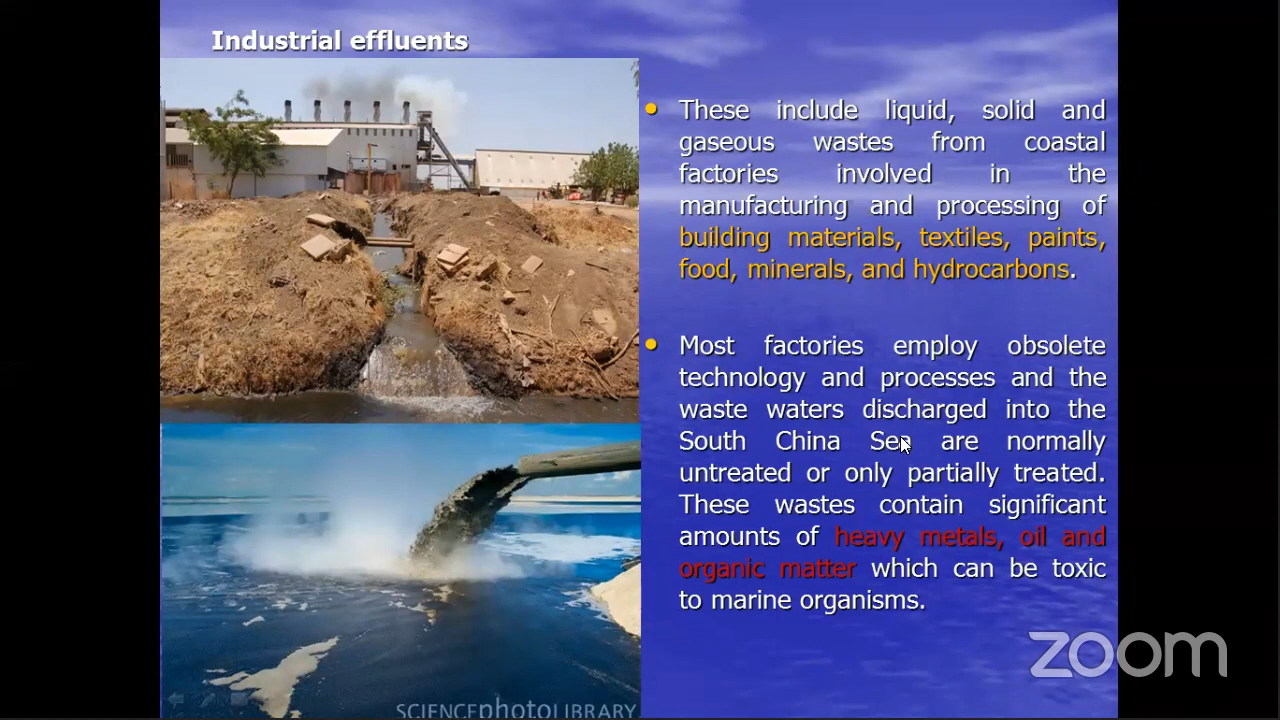 Industrial effluents
These include liquid, solid and
gaseous wastes from coastal
factories involved in the
manufacturing and processing of
building materials, textiles, paints,
food, minerals, and hydrocarbons.
Most factories employ obsolete
technology and processes and the
waste waters discharged into the
South China Sea are normally
untreated or only partially treated.
These wastes contain significant
amounts of heavy metals, oil and
organic matter which can be toxic
to marine organisms.
SCIENCEphotoLIBRARY
zoom